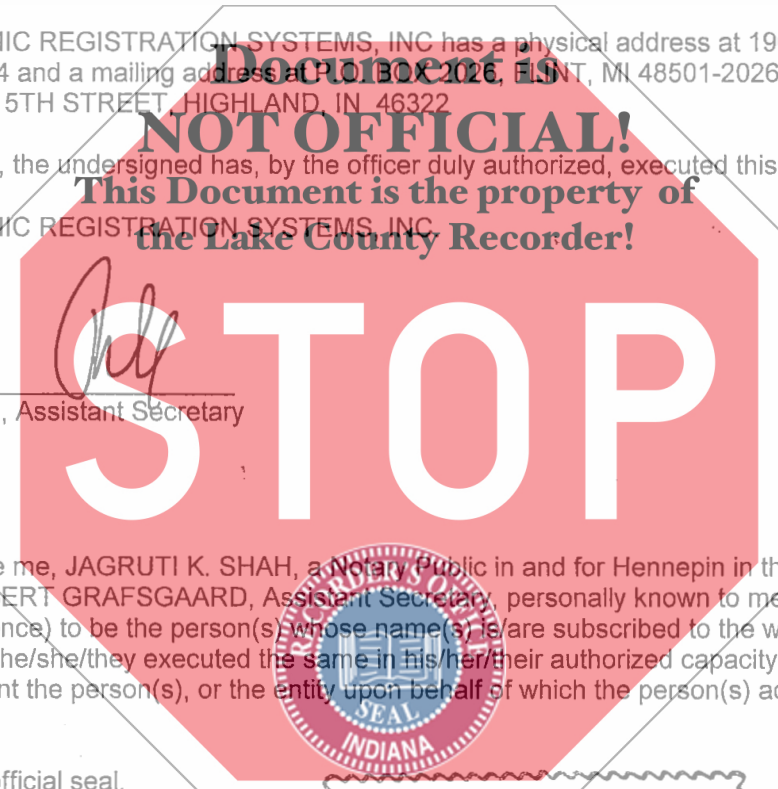 IC REGISTRATION SYSTEMS, INC has a physical address at 19
4 and a mailing address at P.O. BOX 2026, FLINT, MI 48501-2026
5TH STREET, HIGHLAND, IN 46322
Document is
NOT OFFICIAL!
, the undersigned has, by the officer duly authorized, executed this
This Document is the property of
IC REGISTRATION SYSTEMS, INC.
the Lake County Recorder!
STOP
, Assistant Secretary
e me, JAGRUTI K. SHAH, a Notary Public in and for Hennepin in th
ERT GRAFSGAARD, Assistant Secretary, personally known to me
nce) to be the person(s) whose name(s) is/are subscribed to the w
he/she/they executed the same in his/her/their authorized capacity
nt the person(s), or the entity upon behalf of which the person(s) ac
RECORDER'S OFFICE
SEAL
INDIANA
fficial seal.